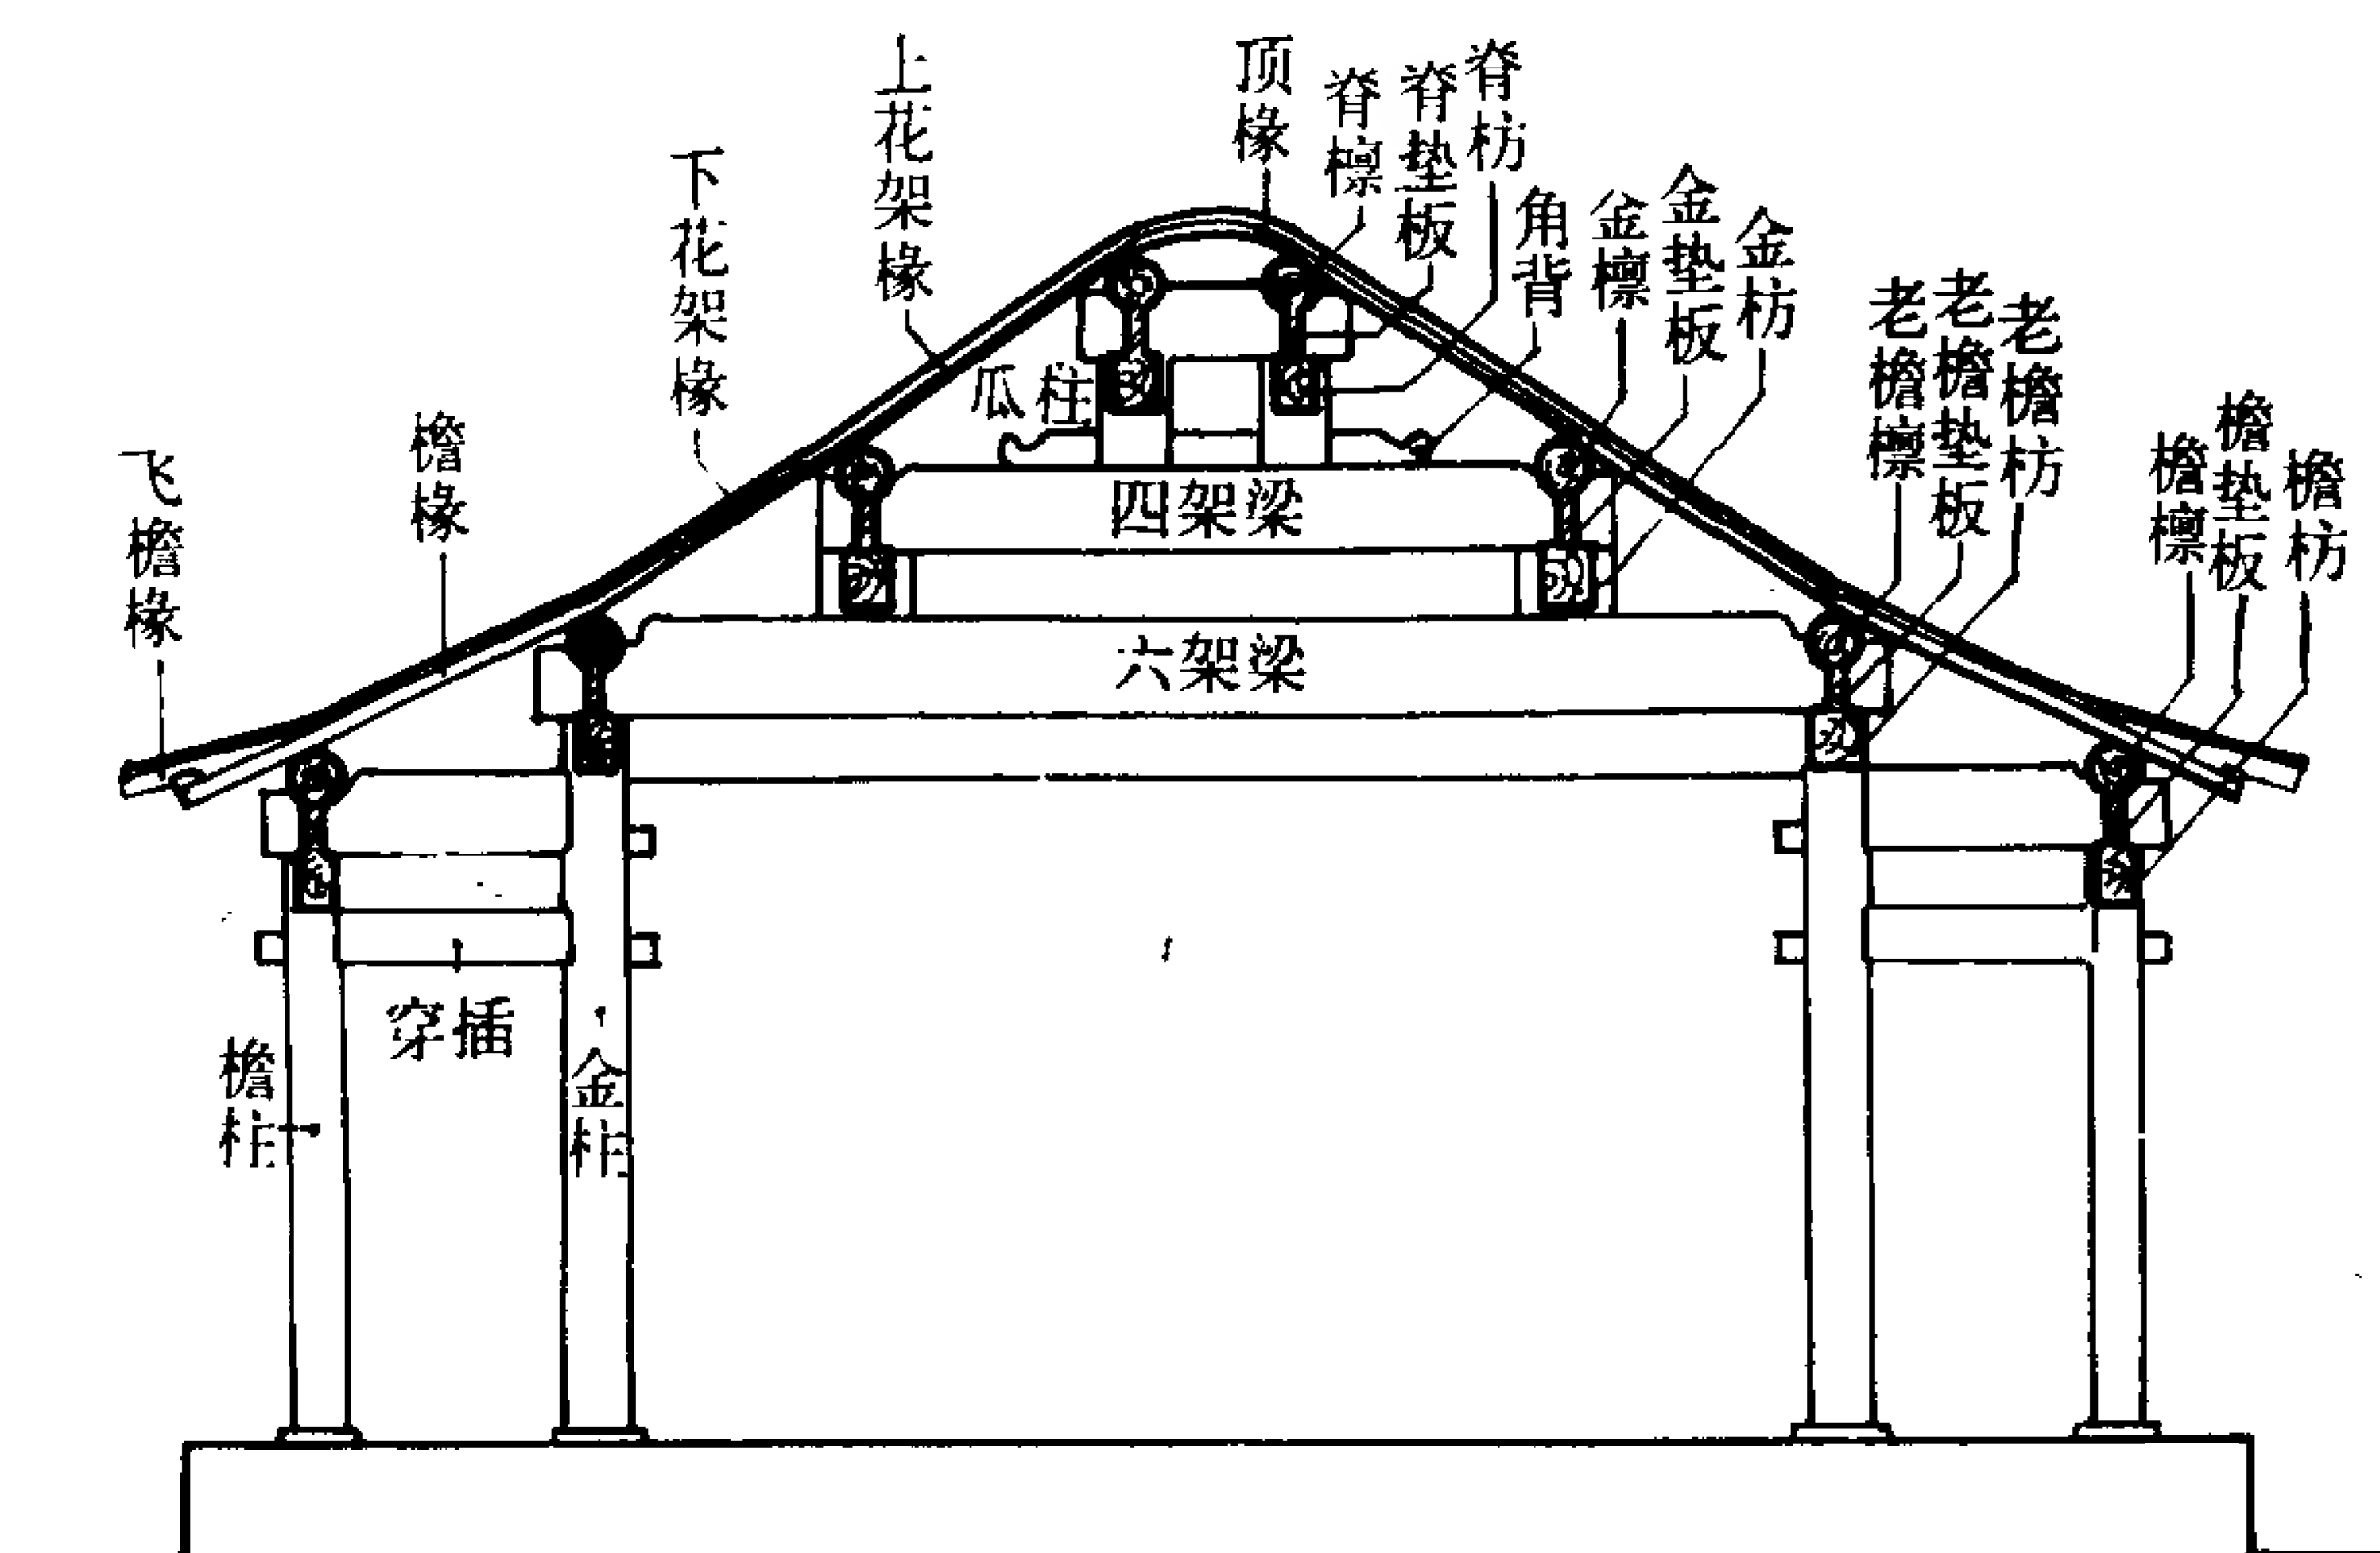 飞檐椽
檐椽
下花架椽
上花架椽
顶椽
脊檩
脊垫板
脊枋
角背
金檩
金垫板
金枋
老檐檩
老檐垫板
老檐枋
檐檩
檐垫板
檐枋
瓜柱
四架梁
六架梁
穿插
檐柱
金柱